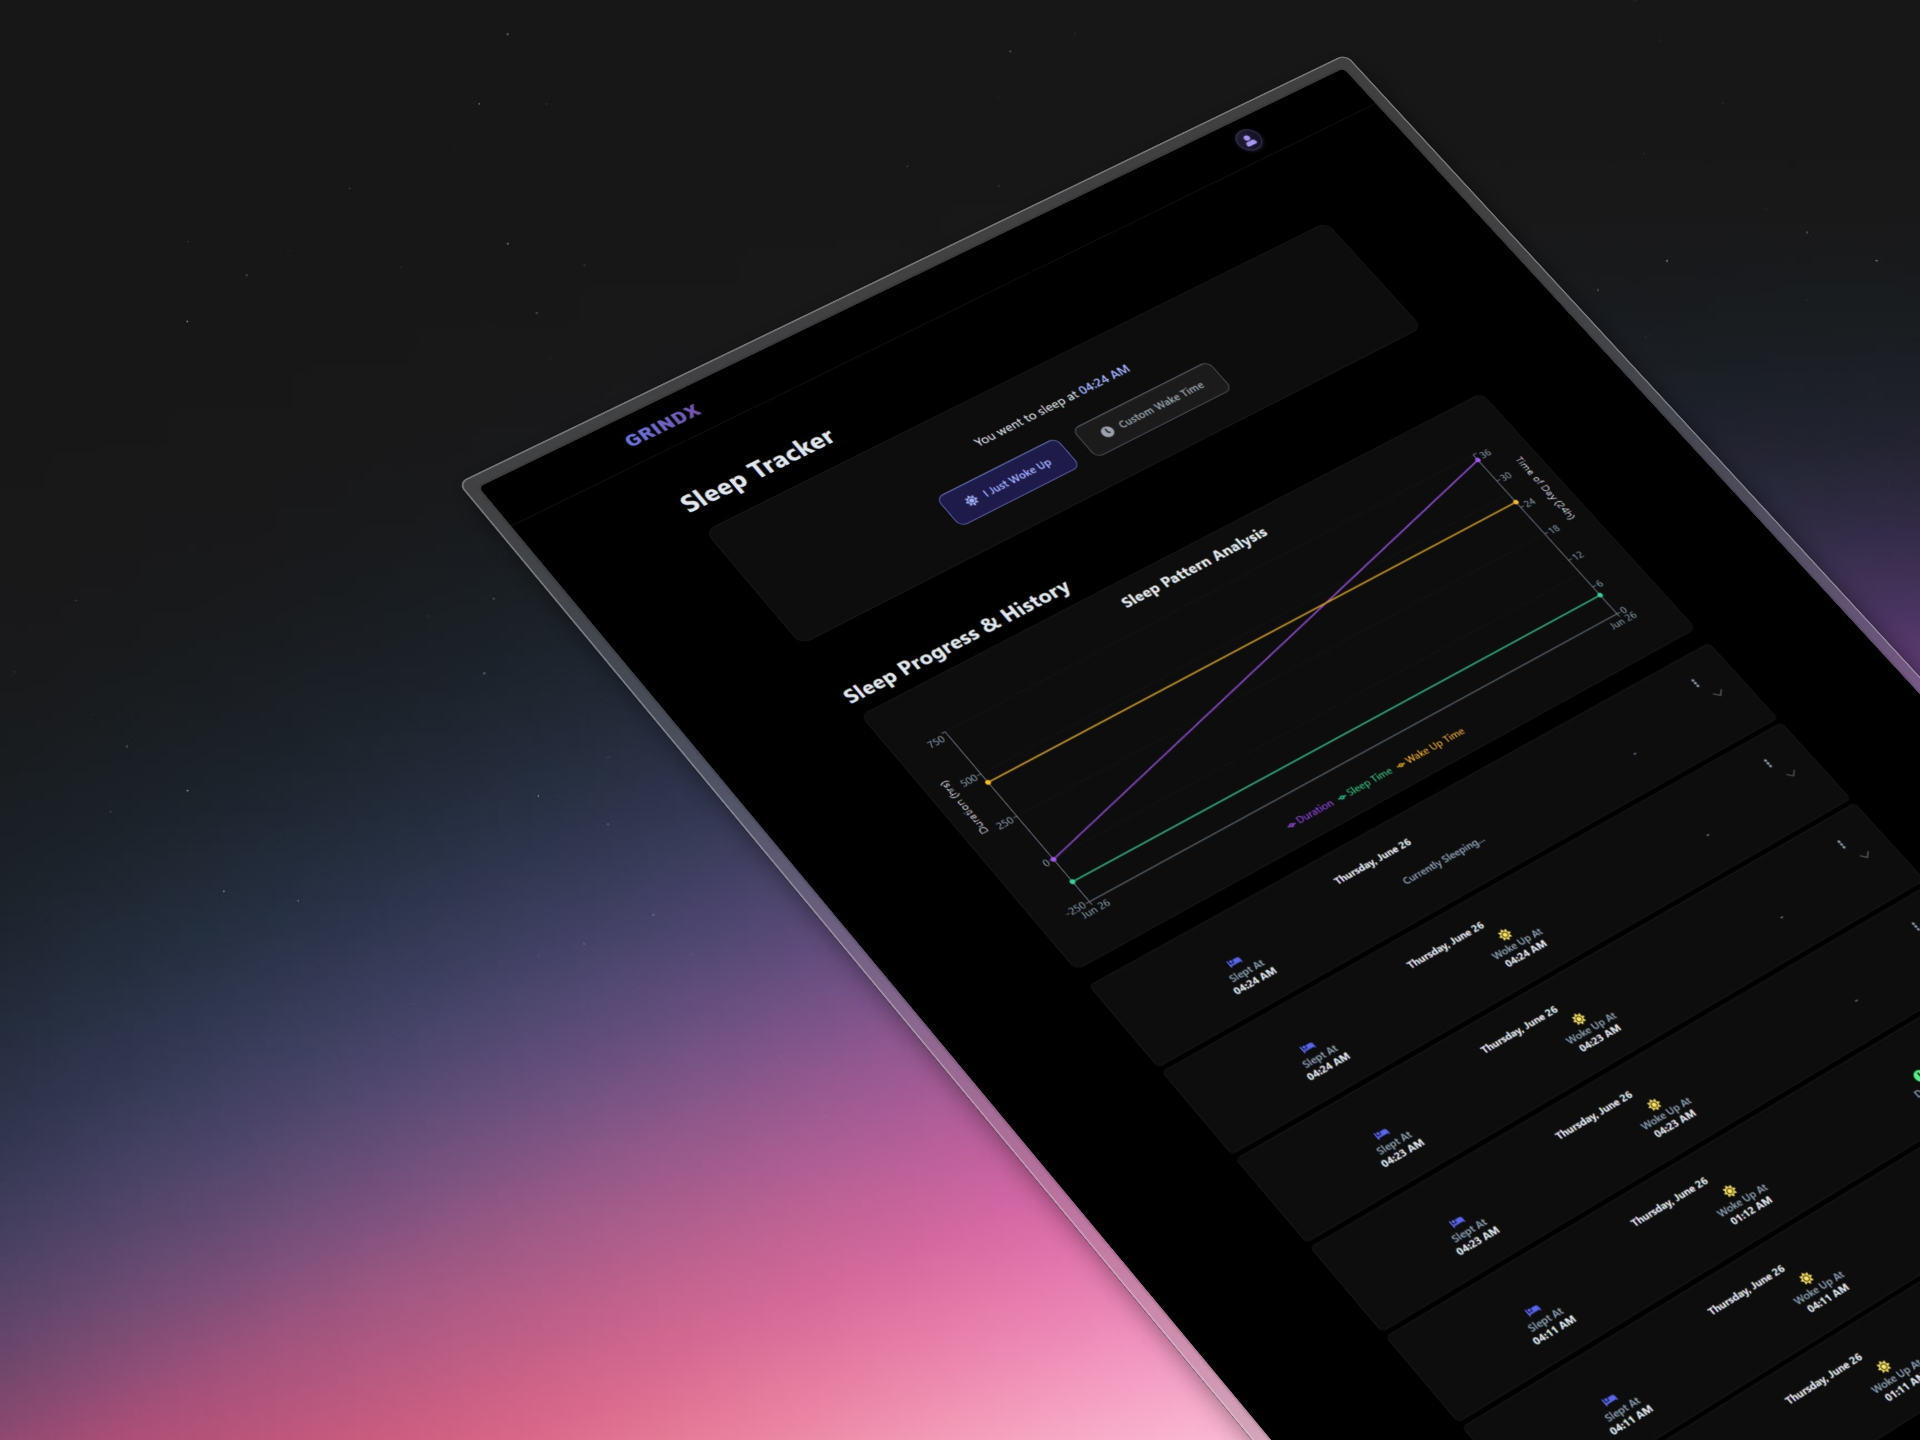 GRINDX
Sleep Tracker
You went to sleep at 04:24 AM
I Just Woke Up
Custom Wake Time
Sleep Progress & History
Sleep Pattern Analysis
750
500
250
0
-250
Duration (hrs)
36
30
24
18
12
6
0
Time of Day (24h)
Jun 26
Jun 26
Duration
Sleep Time
Wake Up Time
Thursday, June 26
Slept At
04:24 AM
Currently Sleeping...
-
Thursday, June 26
Slept At
04:24 AM
Woke Up At
04:24 AM
-
Thursday, June 26
Slept At
04:23 AM
Woke Up At
04:23 AM
-
Thursday, June 26
Slept At
04:23 AM
Woke Up At
04:23 AM
-
Thursday, June 26
Slept At
04:11 AM
Woke Up At
01:12 AM
Thursday, June 26
Slept At
04:11 AM
Woke Up At
04:11 AM
Thursday, June 26
Woke Up At
01:11 AM